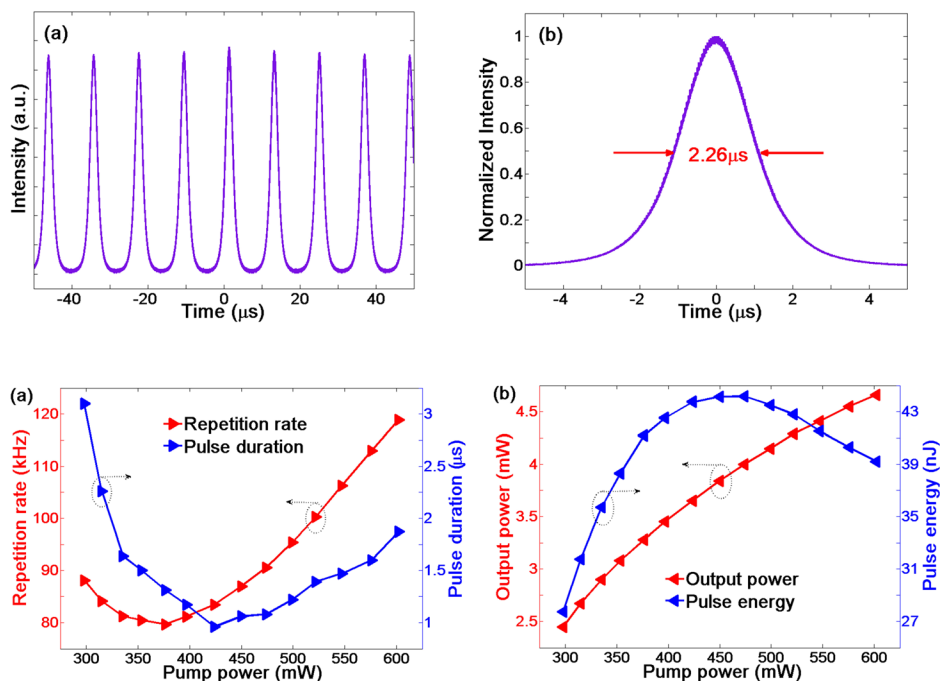 (a)
Intensity (a.u.)
-40 -20 0 20 40
Time (μs)
(b)
Normalized Intensity
1
0.8
0.6
0.4
0.2
0
2.26μs
-4 -2 0 2 4
Time (μs)
(a)
Repetition rate (kHz)
120
110
100
90
80
Repetition rate
Pulse duration
3
2.5
2
1.5
1
Pulse duration (μs)
300 350 400 450 500 550 600
Pump power (mW)
(b)
Output power (mW)
4.5
4
3.5
3
2.5
Output power
Pulse energy
43
39
35
31
27
Pulse energy (nJ)
300 350 400 450 500 550 600
Pump power (mW)